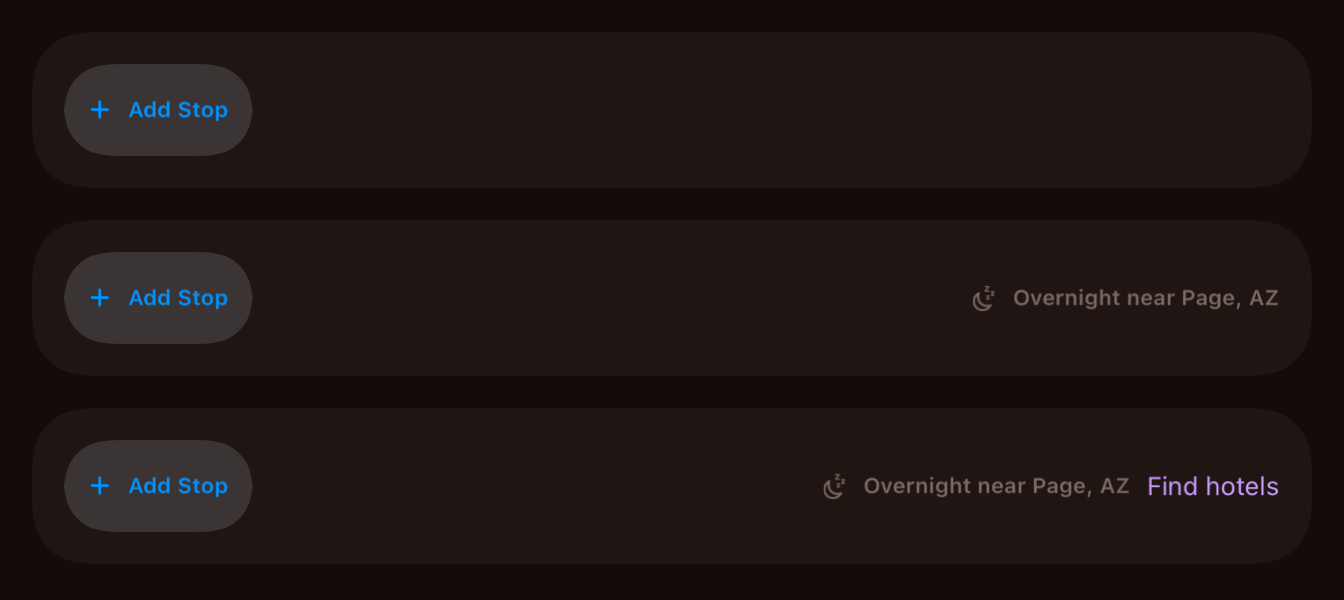 + Add Stop
+ Add Stop Overnight near Page, AZ
+ Add Stop Overnight near Page, AZ Find hotels